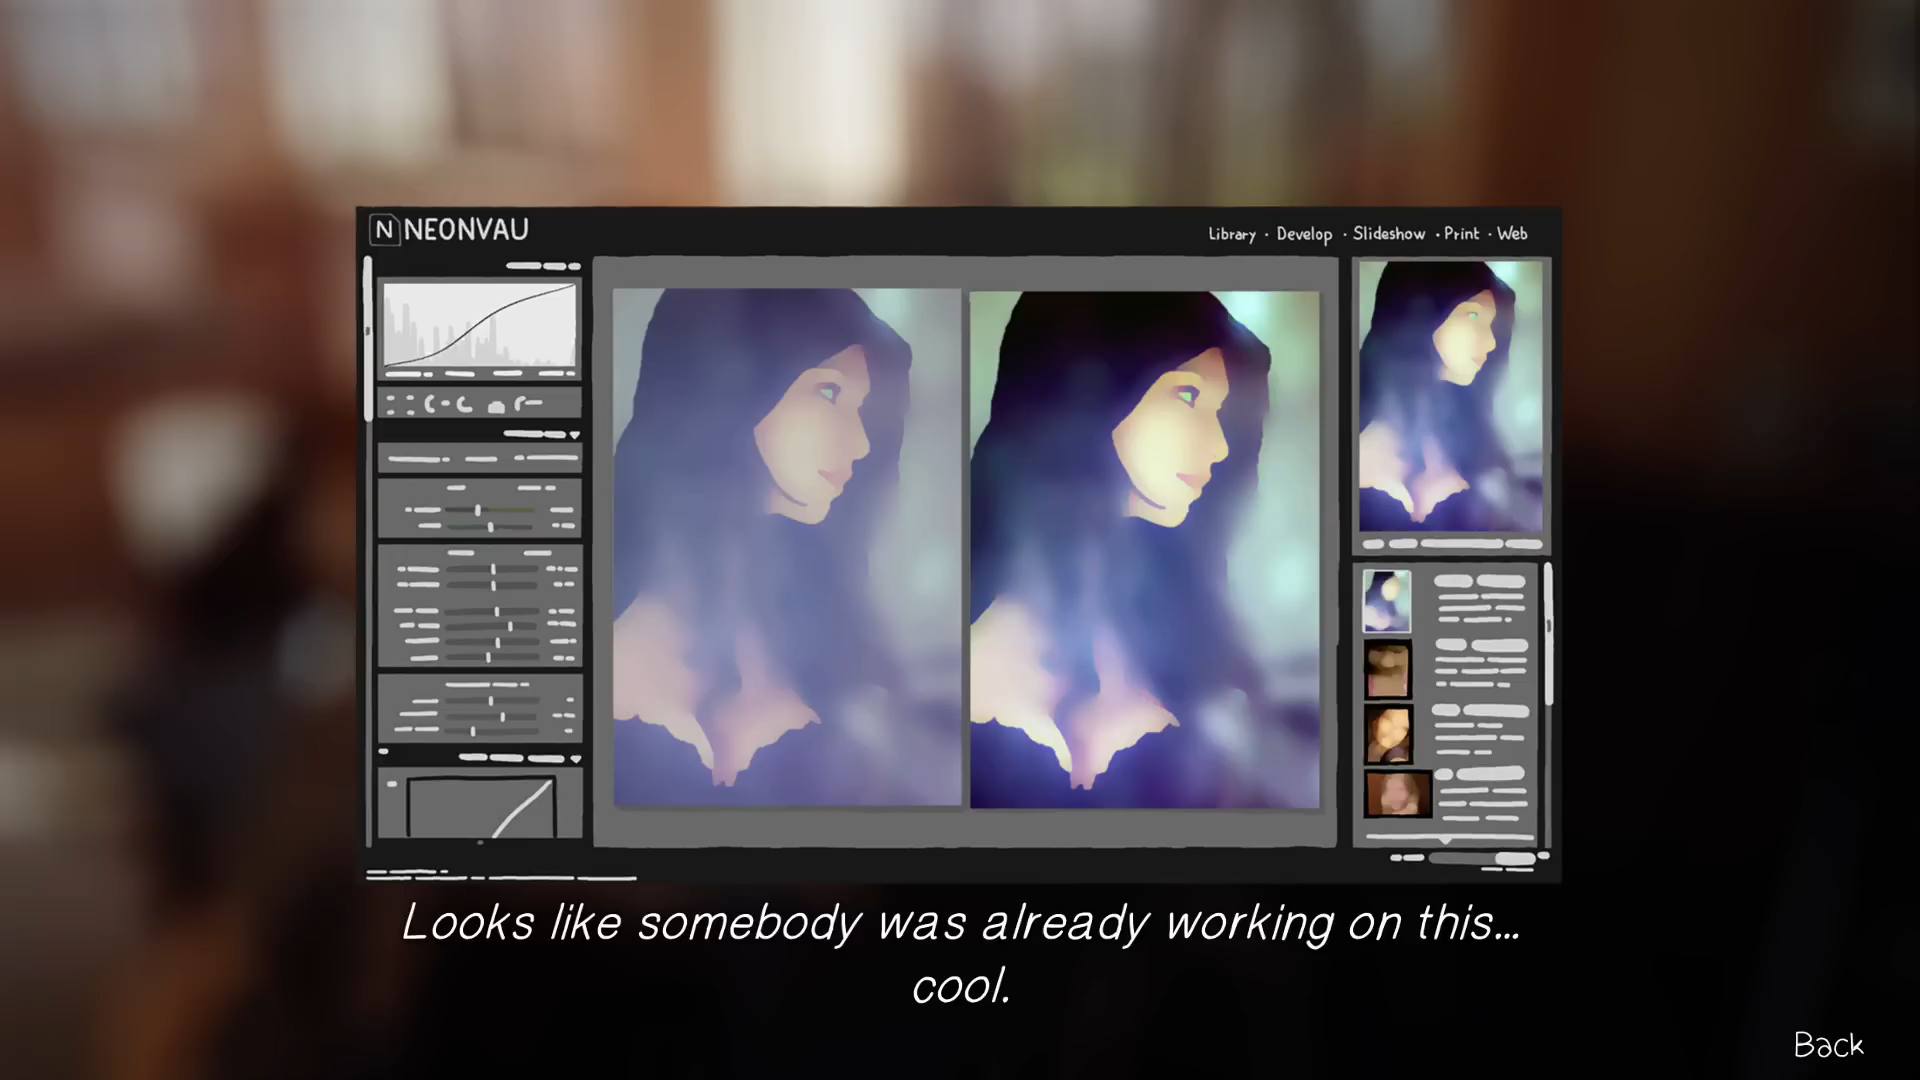 N NEONVAU
Library · Develop · Slideshow · Print · Web
Looks like somebody was already working on this...
cool.
Back